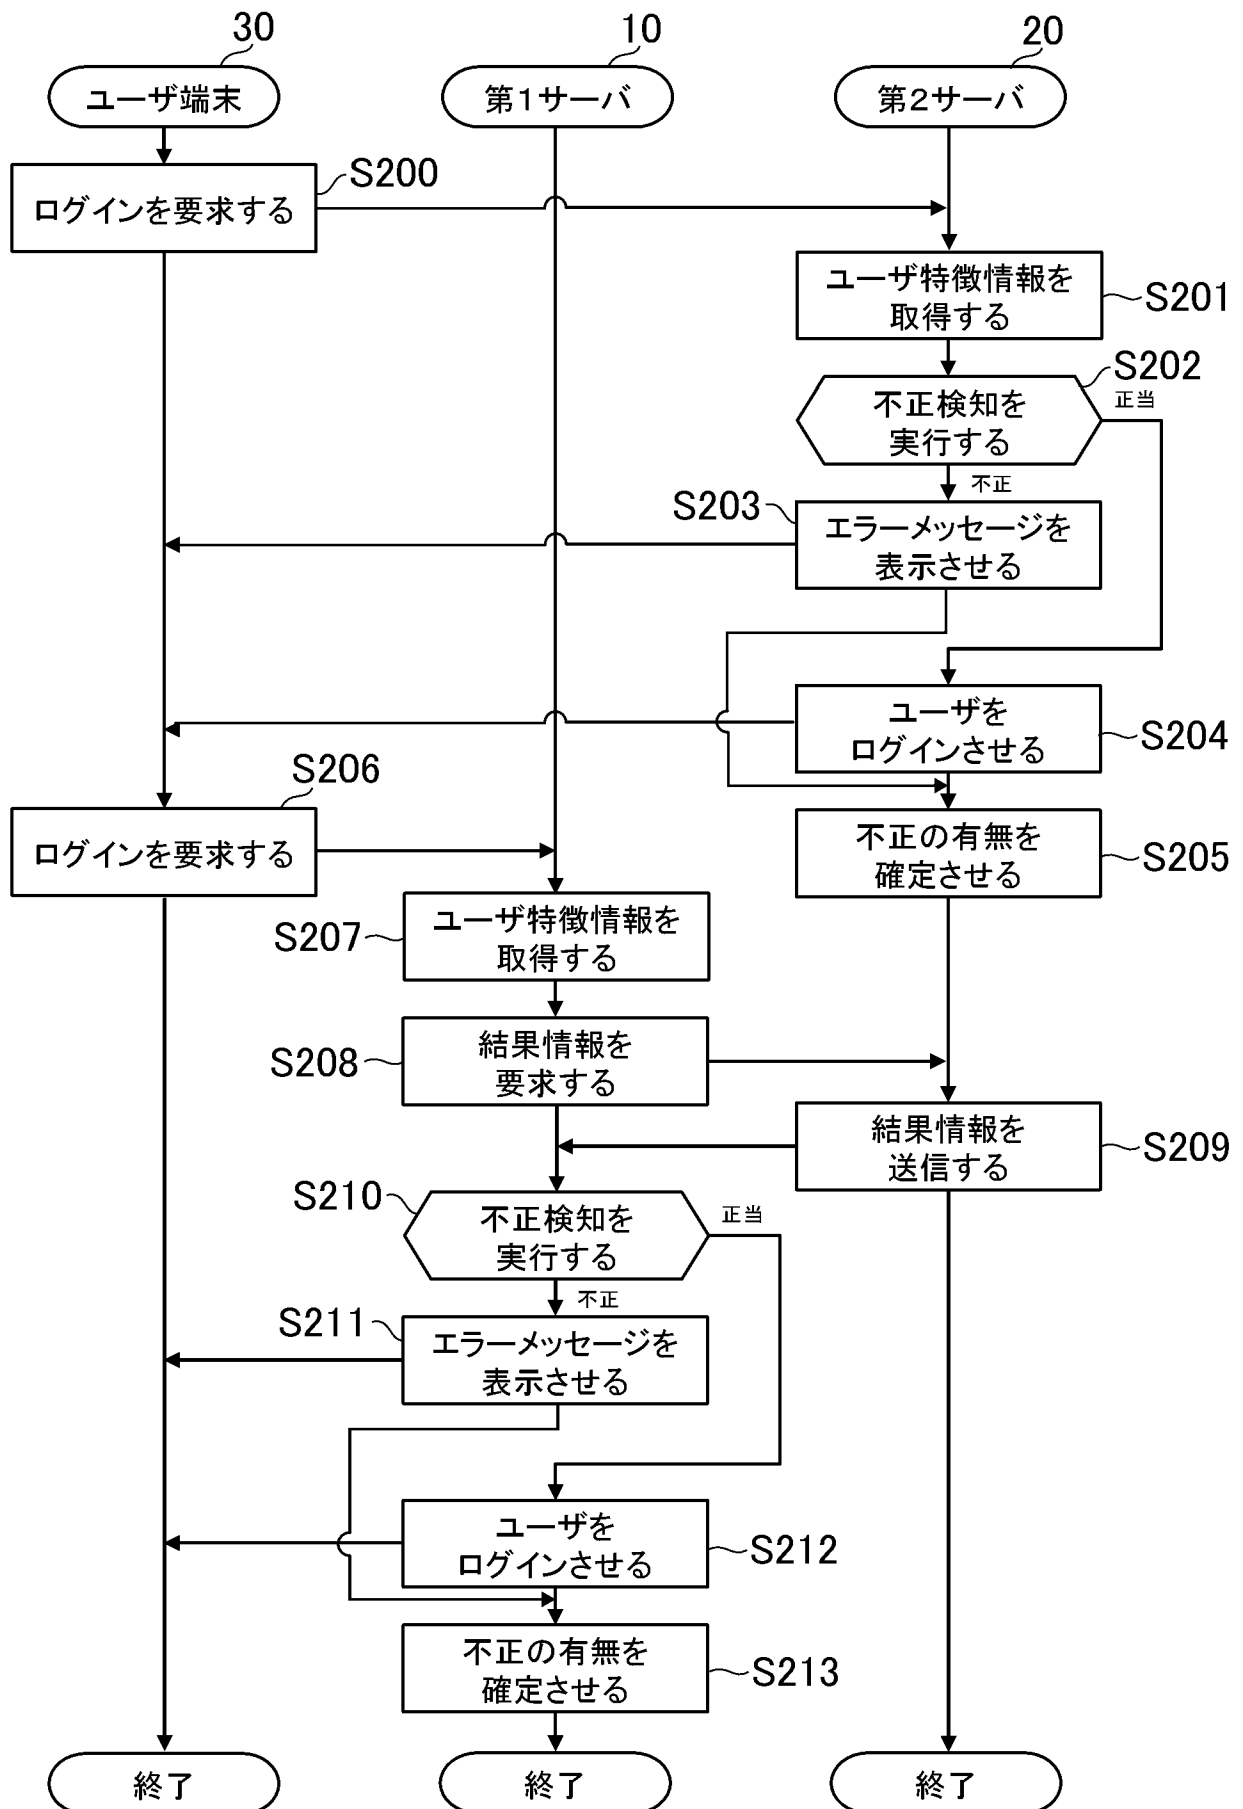 30
10
20
ユーザ端末
第1サーバ
第2サーバ
S200
ログインを要求する
ユーザ特徴情報を
取得する
S201
S202
不正検知を
実行する
正当
不正
S203
エラーメッセージを
表示させる
ユーザを
ログインさせる
S204
S206
ログインを要求する
不正の有無を
確定させる
S205
S207
ユーザ特徴情報を
取得する
S208
結果情報を
要求する
結果情報を
送信する
S209
S210
不正検知を
実行する
正当
不正
S211
エラーメッセージを
表示させる
ユーザを
ログインさせる
S212
不正の有無を
確定させる
S213
終了
終了
終了